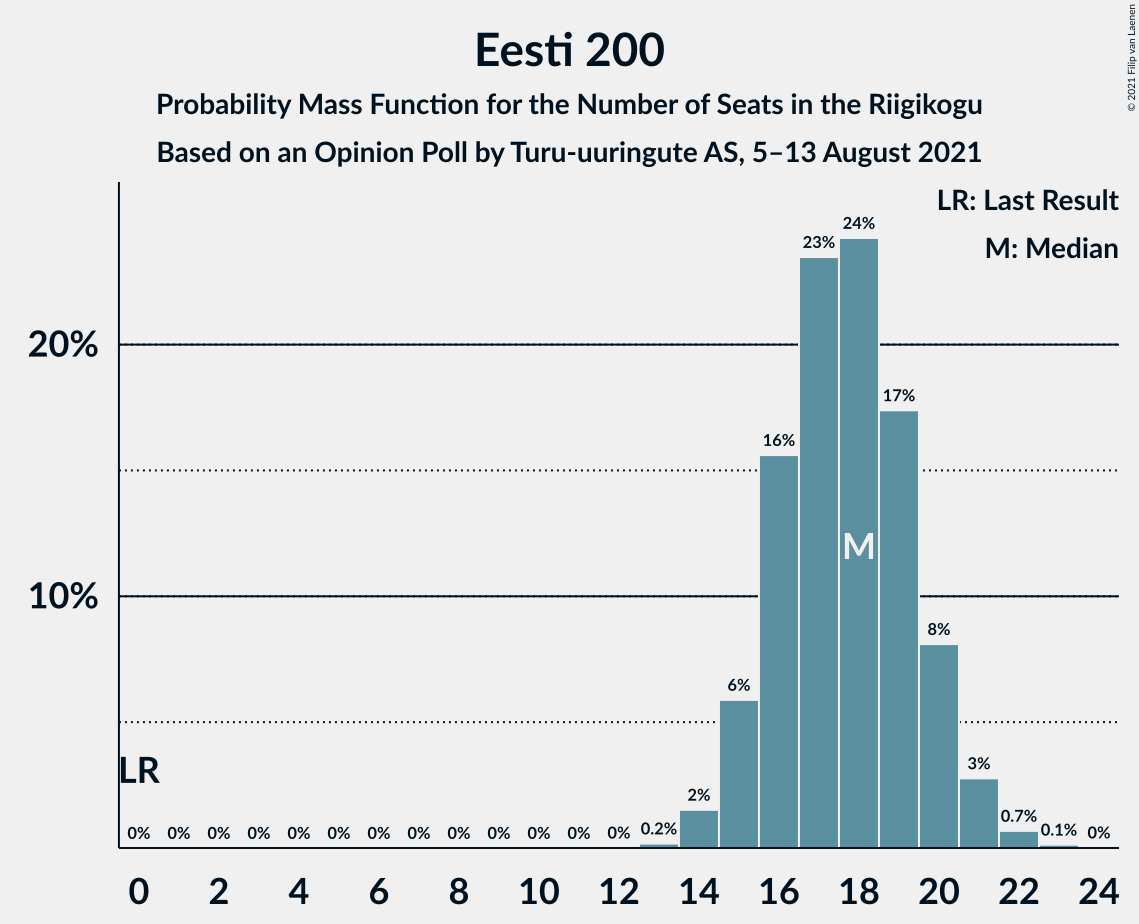 Eesti 200
Probability Mass Function for the Number of Seats in the Riigikogu
Based on an Opinion Poll by Turu-uuringute AS, 5–13 August 2021
© 2021 Filip van Laenen
LR: Last Result
M: Median
24%
23%
20%
17%
16%
M
10%
8%
6%
LR
3%
2%
0% 0% 0% 0% 0% 0% 0% 0% 0% 0% 0% 0% 0% 0.2% 0.7% 0.1% 0%
0 2 4 6 8 10 12 14 16 18 20 22 24